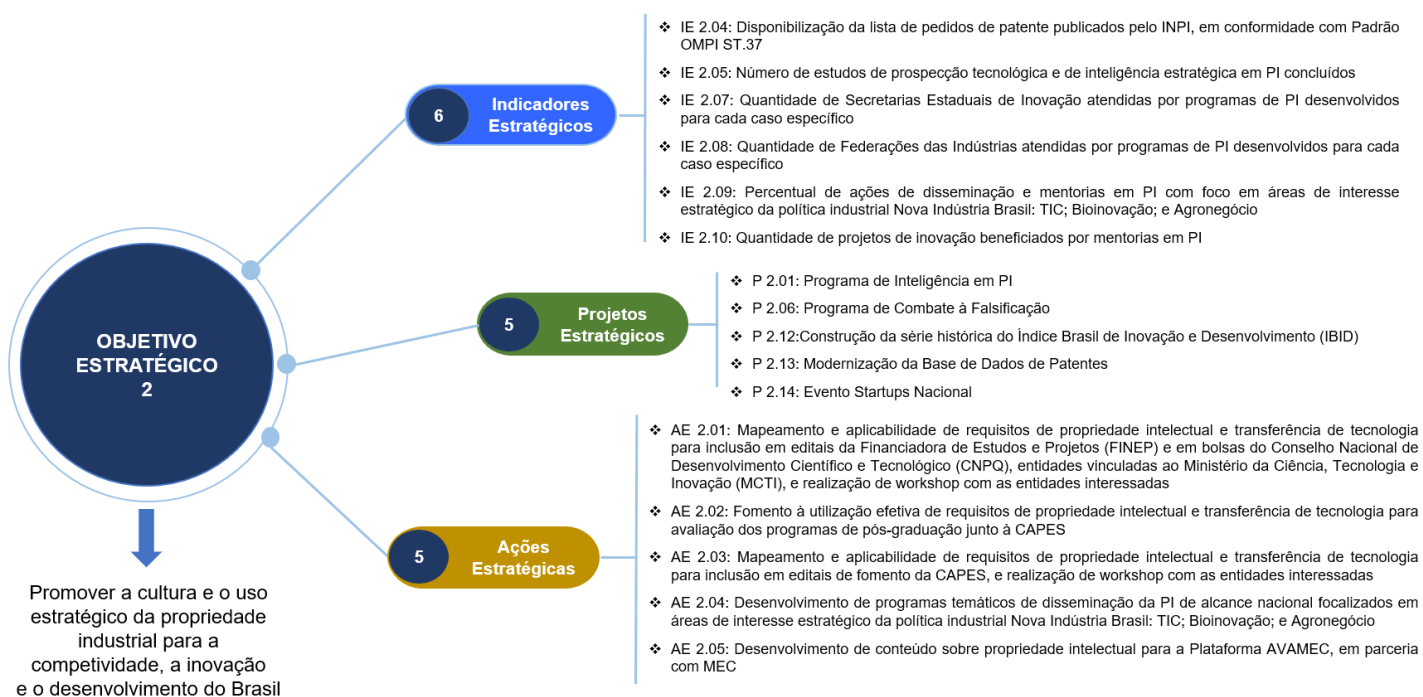 OBJETIVO
ESTRATÉGICO
2
Promover a cultura e o uso
estratégico da propriedade
industrial para a
competividade, a inovação
e o desenvolvimento do Brasil
6
Indicadores
Estratégicos
❖ IE 2.04: Disponibilização da lista de pedidos de patente publicados pelo INPI, em conformidade com Padrão
OMPI ST.37
❖ IE 2.05: Número de estudos de prospecção tecnológica e de inteligência estratégica em PI concluídos
❖ IE 2.07: Quantidade de Secretarias Estaduais de Inovação atendidas por programas de PI desenvolvidos
para cada caso específico
❖ IE 2.08: Quantidade de Federações das Indústrias atendidas por programas de PI desenvolvidos para cada
caso específico
❖ IE 2.09: Percentual de ações de disseminação e mentorias em PI com foco em áreas de interesse
estratégico da política industrial Nova Indústria Brasil: TIC; Bioinovação; e Agronegócio
❖ IE 2.10: Quantidade de projetos de inovação beneficiados por mentorias em PI
5
Projetos
Estratégicos
❖ P 2.01: Programa de Inteligência em PI
❖ P 2.06: Programa de Combate à Falsificação
❖ P 2.12:Construção da série histórica do Índice Brasil de Inovação e Desenvolvimento (IBID)
❖ P 2.13: Modernização da Base de Dados de Patentes
❖ P 2.14: Evento Startups Nacional
5
Ações
Estratégicas
❖ AE 2.01: Mapeamento e aplicabilidade de requisitos de propriedade intelectual e transferência de tecnologia
para inclusão em editais da Financiadora de Estudos e Projetos (FINEP) e em bolsas do Conselho Nacional de
Desenvolvimento Científico e Tecnológico (CNPQ), entidades vinculadas ao Ministério da Ciência, Tecnologia e
Inovação (MCTI), e realização de workshop com as entidades interessadas
❖ AE 2.02: Fomento à utilização efetiva de requisitos de propriedade intelectual e transferência de tecnologia para
avaliação dos programas de pós-graduação junto à CAPES
❖ AE 2.03: Mapeamento e aplicabilidade de requisitos de propriedade intelectual e transferência de tecnologia
para inclusão em editais de fomento da CAPES, e realização de workshop com as entidades interessadas
❖ AE 2.04: Desenvolvimento de programas temáticos de disseminação da PI de alcance nacional focalizados em
áreas de interesse estratégico da política industrial Nova Indústria Brasil: TIC; Bioinovação; e Agronegócio
❖ AE 2.05: Desenvolvimento de conteúdo sobre propriedade intelectual para a Plataforma AVAMEC, em parceria
com MEC